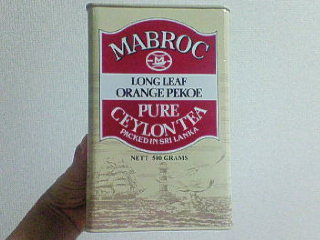 MABROC
LONG LEAF
ORANGE PEKOE
PURE
CEYLON TEA
PACKED IN SRI LANKA
NETT 500 GRAMS